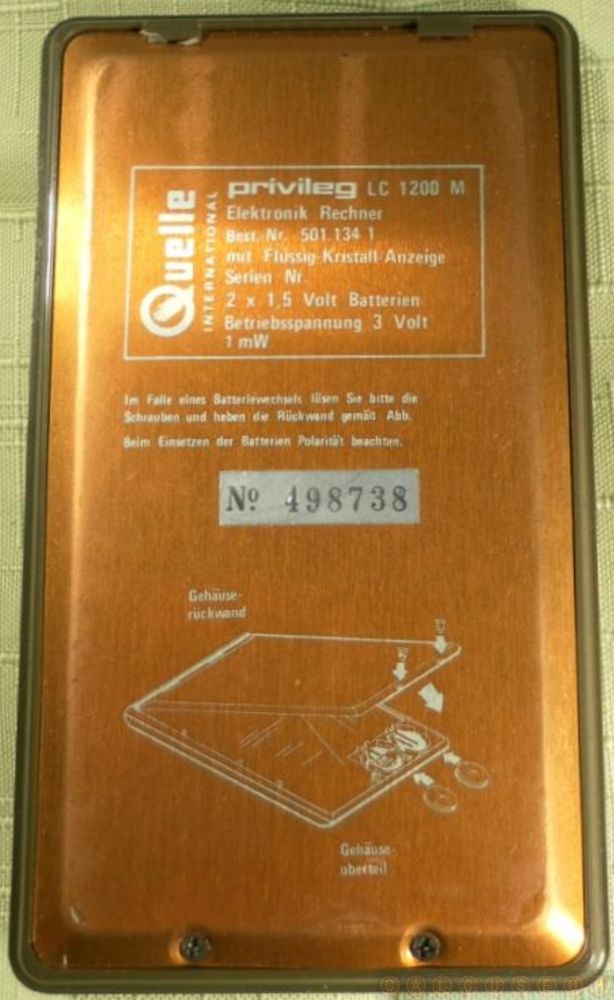 Quelle
INTERNATIONAL
privileg LC 1200 M
Elektronik Rechner
Best.-Nr. 501.134 1
mit Flüssig-Kristall-Anzeige
Serien Nr.
2 x 1,5 Volt Batterien
Betriebsspannung 3 Volt
1 mW
Im Falle eines Batteriewechsels lösen Sie bitte die
Schrauben und heben die Rückwand gemäß Abb.
Beim Einsetzen der Batterien Polarität beachten.
Nº 498738
Gehäuse-
rückwand
Gehäuse-
oberteil
CALCUSEUM